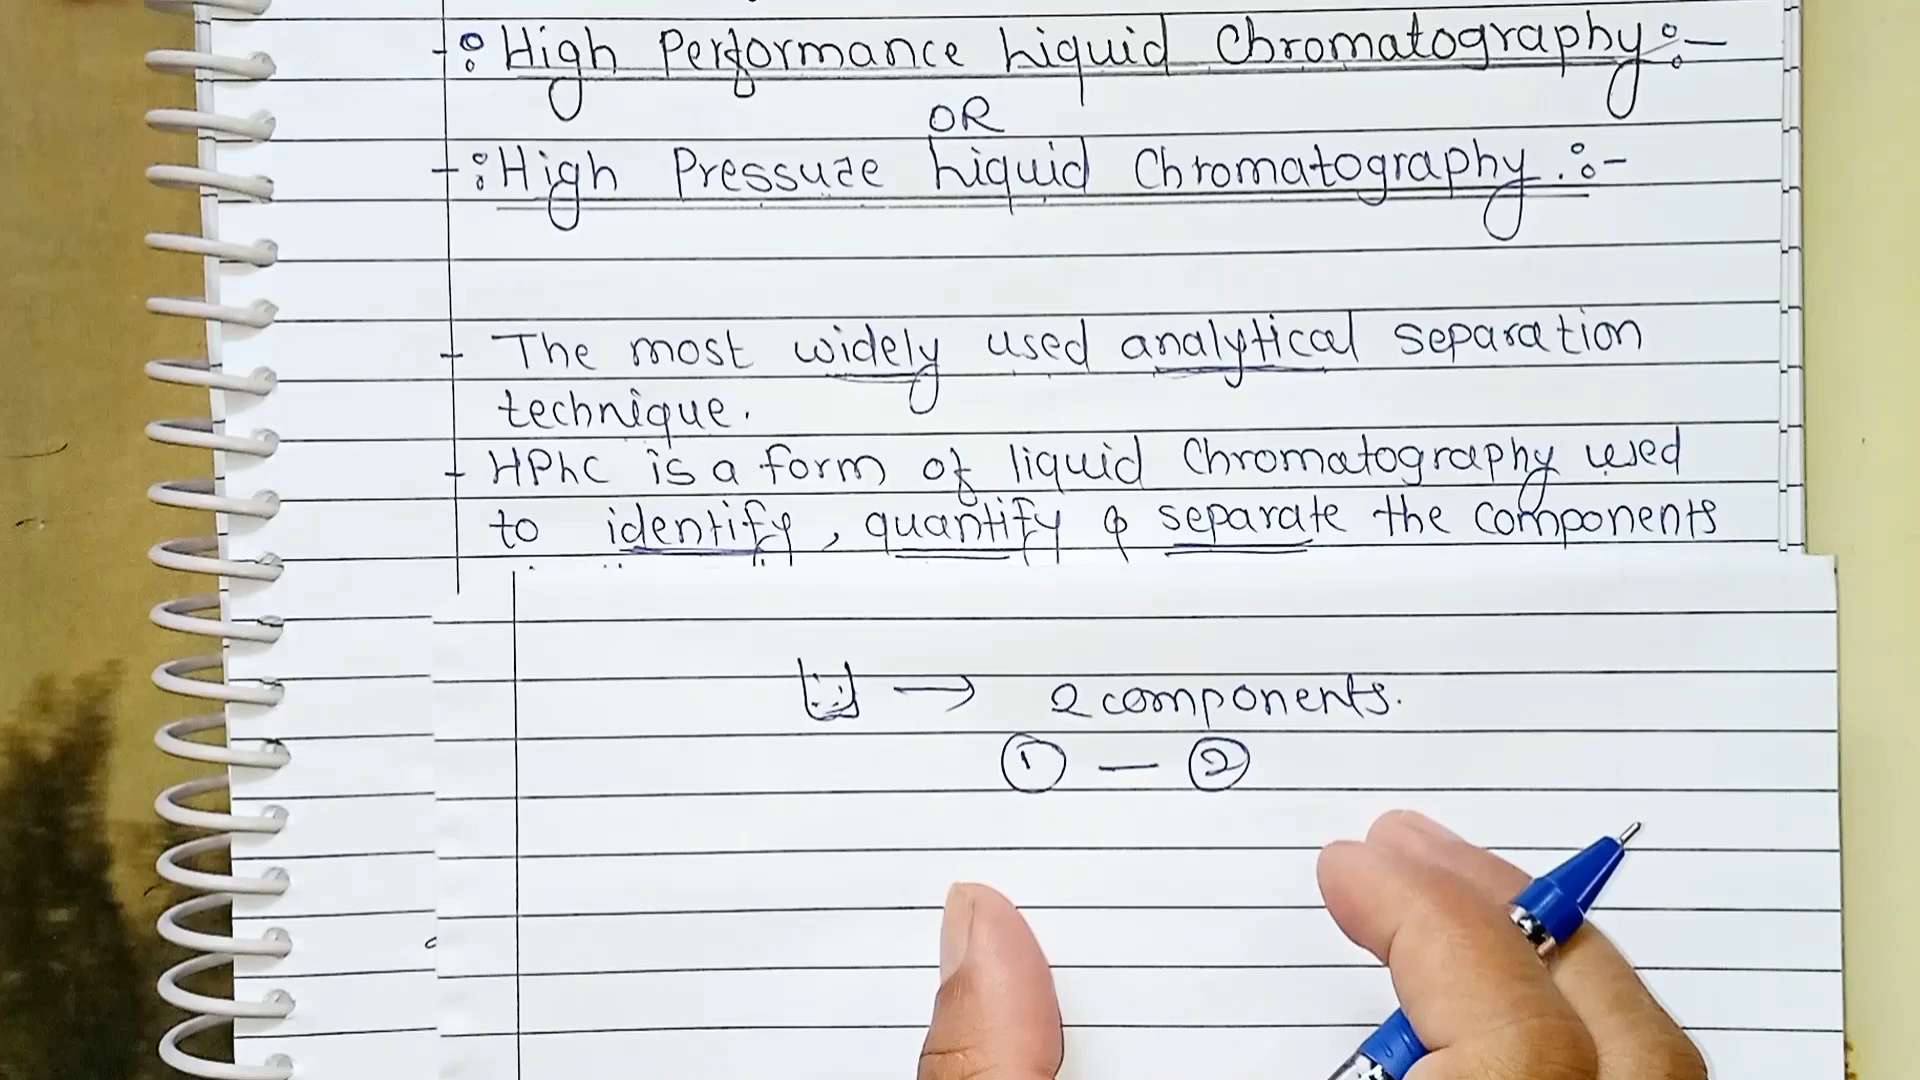 -: High Performance Liquid Chromatography :-
OR
-: High Pressure Liquid Chromatography. :-
- The most widely used analytical separation
technique.
- HPLC is a form of liquid Chromatography used
to identify, quantify & separate the components
→ 2 components.
① — ②